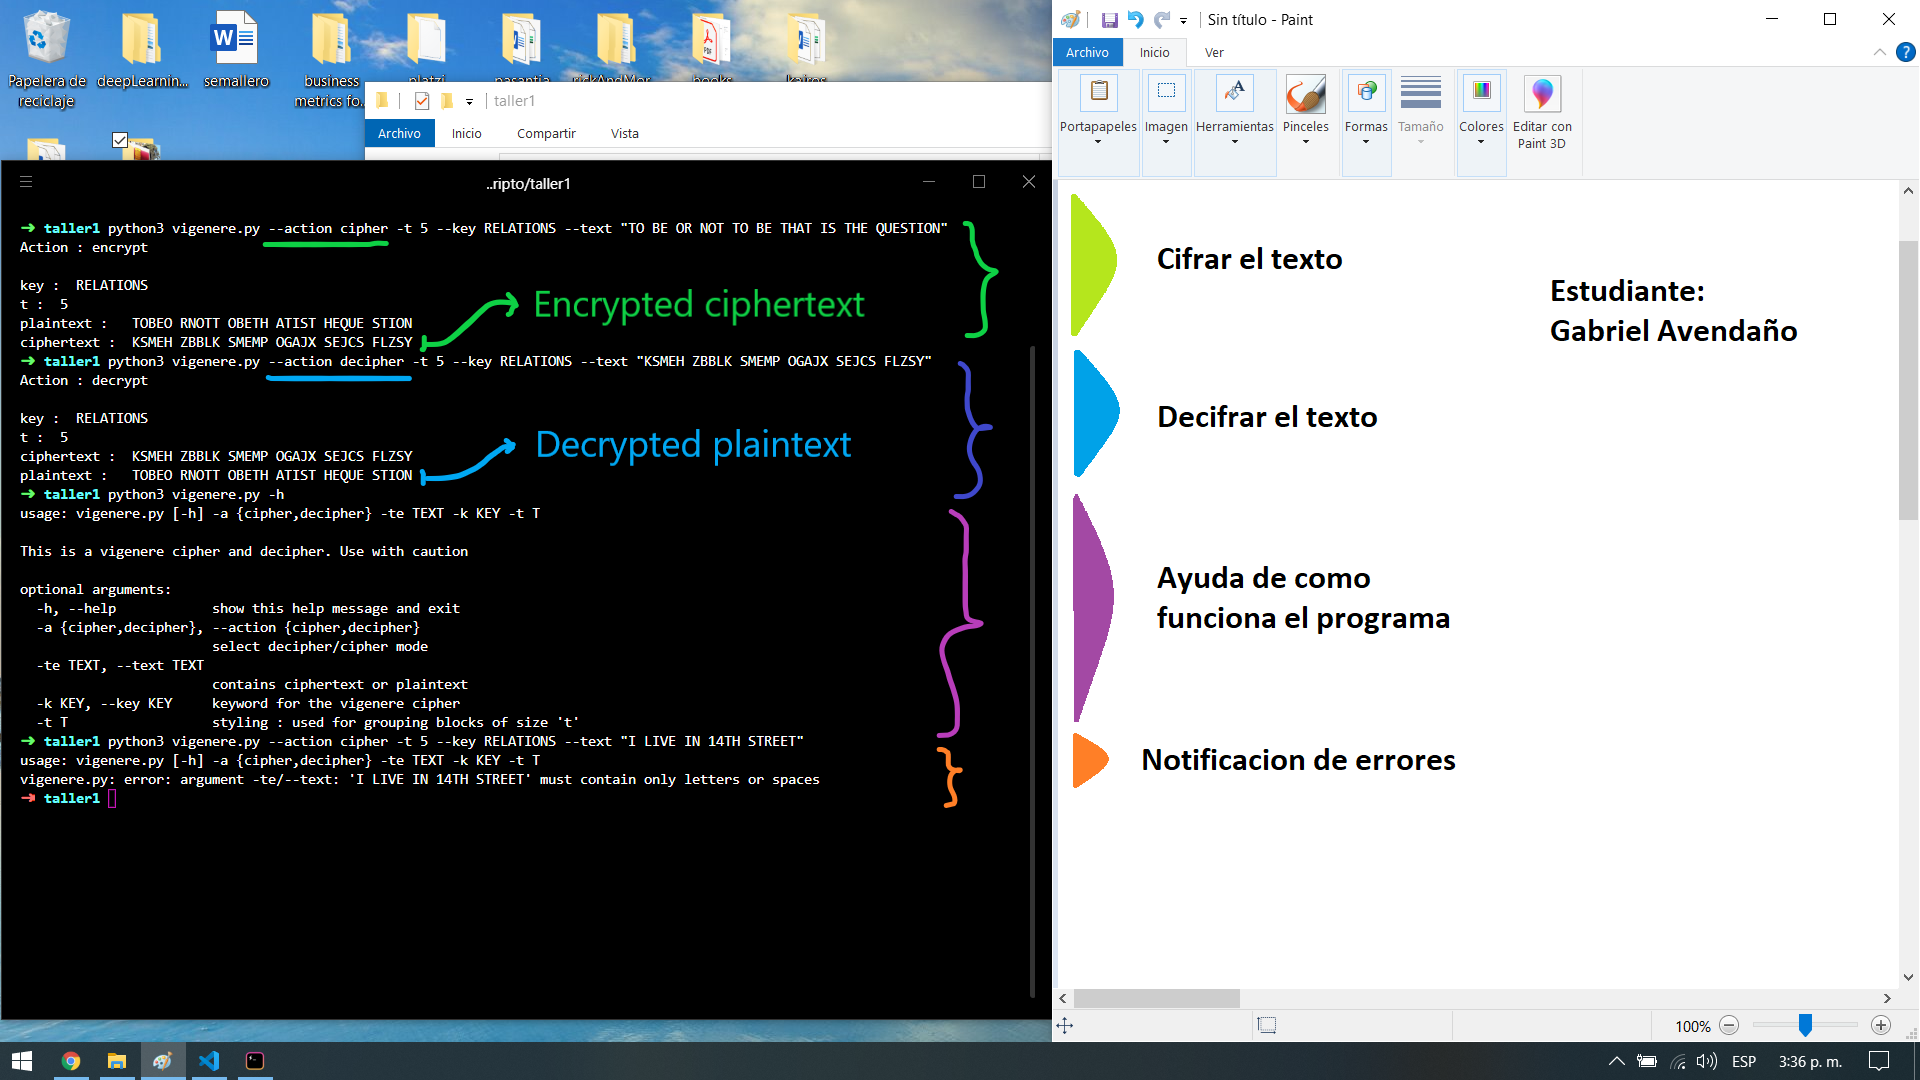 Papelera de reciclaje
deepLearnin...
semallero
business metrics fo...
taller1
Archivo Inicio Compartir Vista
..ripto/taller1
➜ taller1 python3 vigenere.py --action cipher -t 5 --key RELATIONS --text "TO BE OR NOT TO BE THAT IS THE QUESTION"
Action : encrypt
key : RELATIONS
t : 5
plaintext : TOBEO RNOTT OBETH ATIST HEQUE STION
ciphertext : KSMEH ZBBLK SMEMP OGAJX SEJCS FLZSY
Encrypted ciphertext
➜ taller1 python3 vigenere.py --action decipher -t 5 --key RELATIONS --text "KSMEH ZBBLK SMEMP OGAJX SEJCS FLZSY"
Action : decrypt
key : RELATIONS
t : 5
ciphertext : KSMEH ZBBLK SMEMP OGAJX SEJCS FLZSY
plaintext : TOBEO RNOTT OBETH ATIST HEQUE STION
Decrypted plaintext
➜ taller1 python3 vigenere.py -h
usage: vigenere.py [-h] -a {cipher,decipher} -te TEXT -k KEY -t T
This is a vigenere cipher and decipher. Use with caution
optional arguments:
-h, --help show this help message and exit
-a {cipher,decipher}, --action {cipher,decipher}
select decipher/cipher mode
-te TEXT, --text TEXT
contains ciphertext or plaintext
-k KEY, --key KEY keyword for the vigenere cipher
-t T styling : used for grouping blocks of size 't'
➜ taller1 python3 vigenere.py --action cipher -t 5 --key RELATIONS --text "I LIVE IN 14TH STREET"
usage: vigenere.py [-h] -a {cipher,decipher} -te TEXT -k KEY -t T
vigenere.py: error: argument -te/--text: 'I LIVE IN 14TH STREET' must contain only letters or spaces
➜ taller1
Sin título - Paint
Archivo Inicio Ver
Portapapeles Imagen Herramientas Pinceles Formas Tamaño Colores Editar con
Paint 3D
Cifrar el texto
Estudiante:
Gabriel Avendaño
Decifrar el texto
Ayuda de como
funciona el programa
Notificacion de errores
100%
ESP 3:36 p. m.